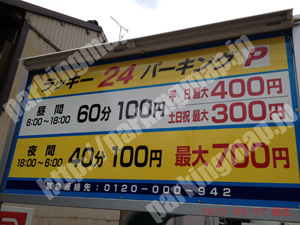 ラッキー24パーキング P
昼間
6:00~18:00
60分100円
平日最大400円
土日祝最大300円
夜間
18:00~6:00
40分100円
最大700円
緊急連絡先:0120-000-942